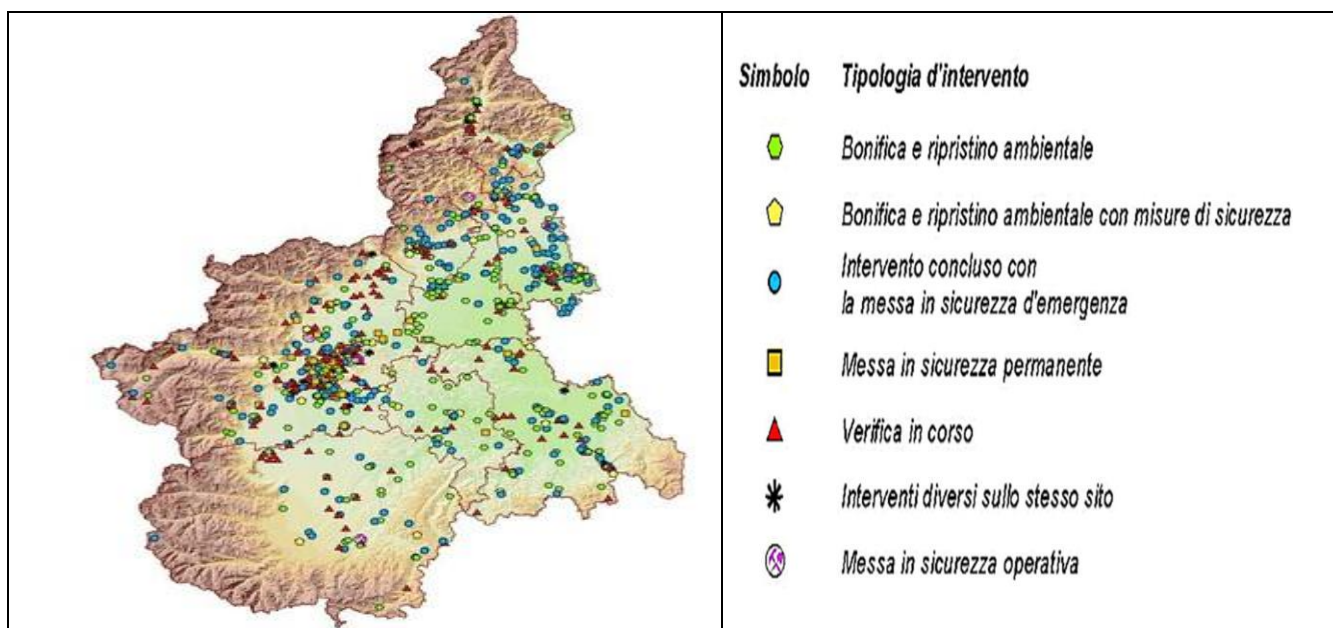 Simbolo Tipologia d'intervento
Bonifica e ripristino ambientale
Bonifica e ripristino ambientale con misure di sicurezza
Intervento concluso con
la messa in sicurezza d'emergenza
Messa in sicurezza permanente
Verifica in corso
Interventi diversi sullo stesso sito
Messa in sicurezza operativa